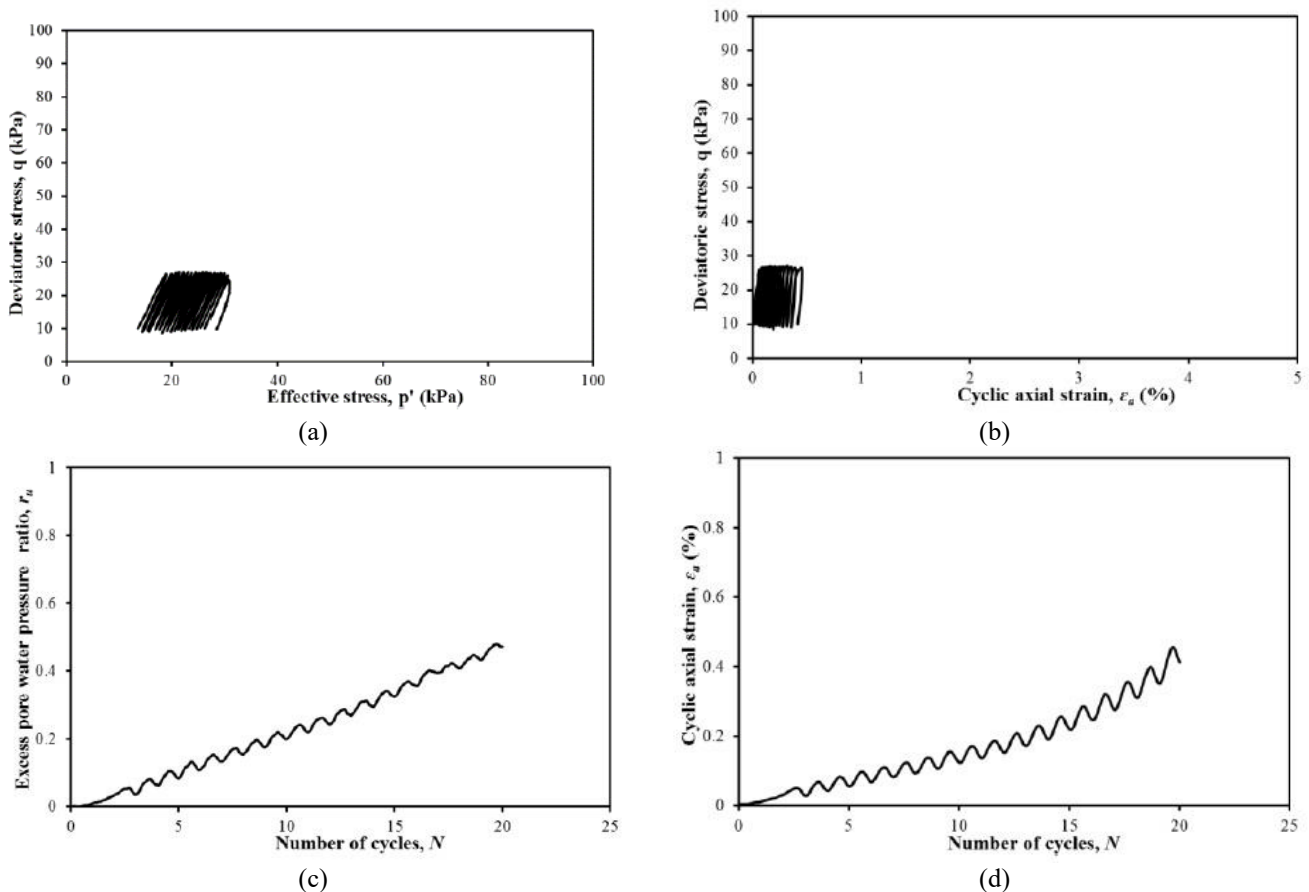 Deviatoric stress, q (kPa)
100
90
80
70
60
50
40
30
20
10
0
0 20 40 60 80 100
Effective stress, p' (kPa)
(a)
Deviatoric stress, q (kPa)
100
90
80
70
60
50
40
30
20
10
0
0 1 2 3 4 5
Cyclic axial strain, εa (%)
(b)
Excess pore water pressure ratio, ru
1
0.8
0.6
0.4
0.2
0
0 5 10 15 20 25
Number of cycles, N
(c)
Cyclic axial strain, εa (%)
1
0.8
0.6
0.4
0.2
0
0 5 10 15 20 25
Number of cycles, N
(d)